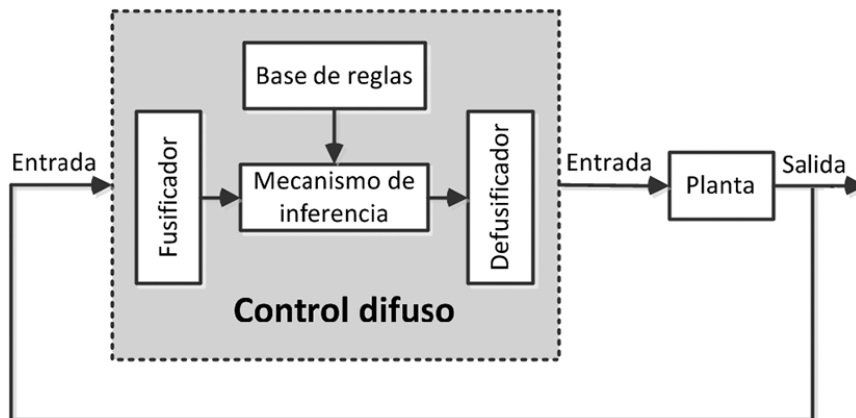 Base de reglas
Entrada
Fusificador
Mecanismo de
inferencia
Defusificador
Entrada
Planta
Salida
Control difuso